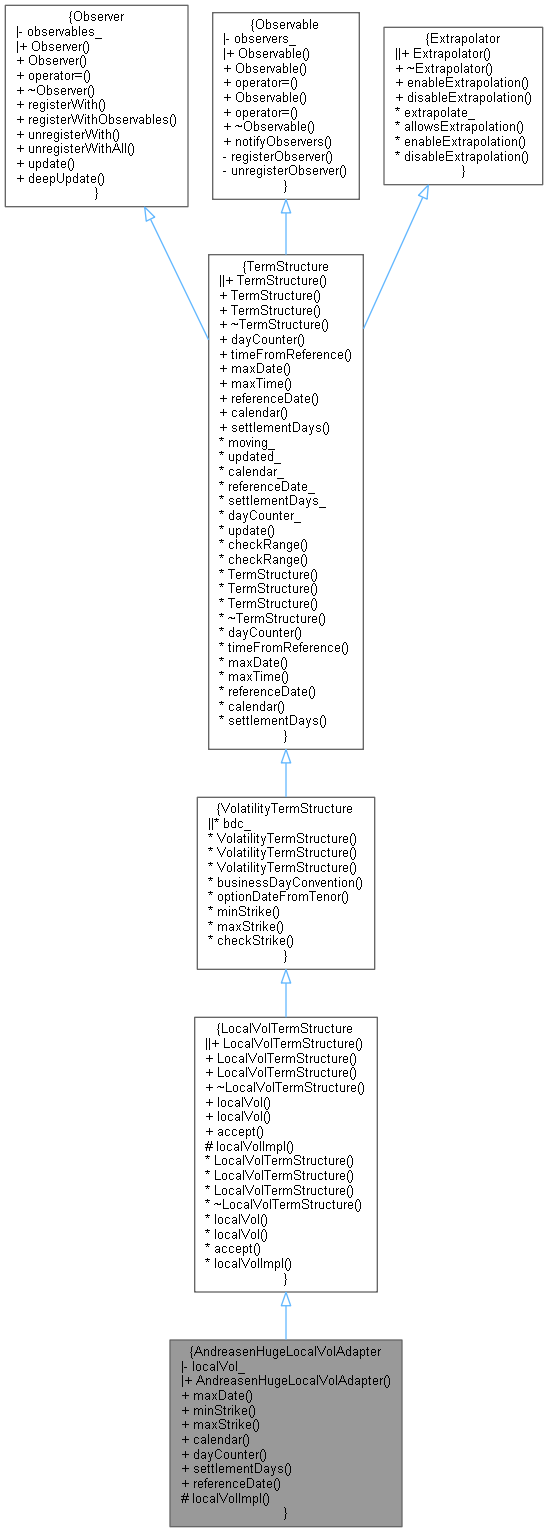 {Observer
|- observables_
|+ Observer()
+ Observer()
+ operator=()
+ ~Observer()
+ registerWith()
+ registerWithObservables()
+ unregisterWith()
+ unregisterWithAll()
+ update()
+ deepUpdate()
}
{Observable
|- observers_
|+ Observable()
+ Observable()
+ operator=()
+ Observable()
+ operator=()
+ ~Observable()
+ notifyObservers()
- registerObserver()
- unregisterObserver()
}
{Extrapolator
||+ Extrapolator()
+ ~Extrapolator()
+ enableExtrapolation()
+ disableExtrapolation()
* extrapolate_
* allowsExtrapolation()
* enableExtrapolation()
* disableExtrapolation()
}
{TermStructure
||+ TermStructure()
+ TermStructure()
+ TermStructure()
+ ~TermStructure()
+ dayCounter()
+ timeFromReference()
+ maxDate()
+ maxTime()
+ referenceDate()
+ calendar()
+ settlementDays()
* moving_
* updated_
* calendar_
* referenceDate_
* settlementDays_
* dayCounter_
* update()
* checkRange()
* checkRange()
* TermStructure()
* TermStructure()
* TermStructure()
* ~TermStructure()
* dayCounter()
* timeFromReference()
* maxDate()
* maxTime()
* referenceDate()
* calendar()
* settlementDays()
}
{VolatilityTermStructure
||* bdc_
* VolatilityTermStructure()
* VolatilityTermStructure()
* VolatilityTermStructure()
* businessDayConvention()
* optionDateFromTenor()
* minStrike()
* maxStrike()
* checkStrike()
}
{LocalVolTermStructure
||+ LocalVolTermStructure()
+ LocalVolTermStructure()
+ LocalVolTermStructure()
+ ~LocalVolTermStructure()
+ localVol()
+ localVol()
+ accept()
# localVolImpl()
* LocalVolTermStructure()
* LocalVolTermStructure()
* LocalVolTermStructure()
* ~LocalVolTermStructure()
* localVol()
* localVol()
* accept()
* localVolImpl()
}
{AndreasenHugeLocalVolAdapter
|- localVol_
|+ AndreasenHugeLocalVolAdapter()
+ maxDate()
+ minStrike()
+ maxStrike()
+ calendar()
+ dayCounter()
+ settlementDays()
+ referenceDate()
# localVolImpl()
}